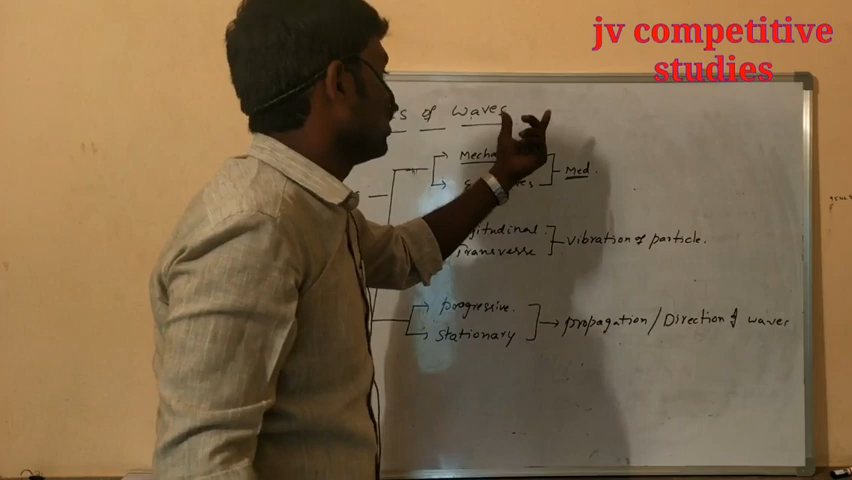 jv competitive
studies
of waves
Mecha
Med.
Transverse
vibration of particle.
progressive.
stationary
propagation / Direction of waves